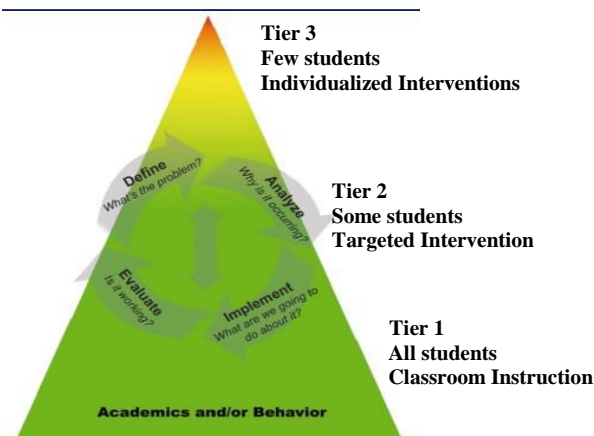 Tier 3
Few students
Individualized Interventions
Define
What's the problem?
Analyze
Why is it occurring?
Tier 2
Some students
Targeted Intervention
Evaluate
Is it working?
Implement
What are we going to
do about it?
Tier 1
All students
Classroom Instruction
Academics and/or Behavior